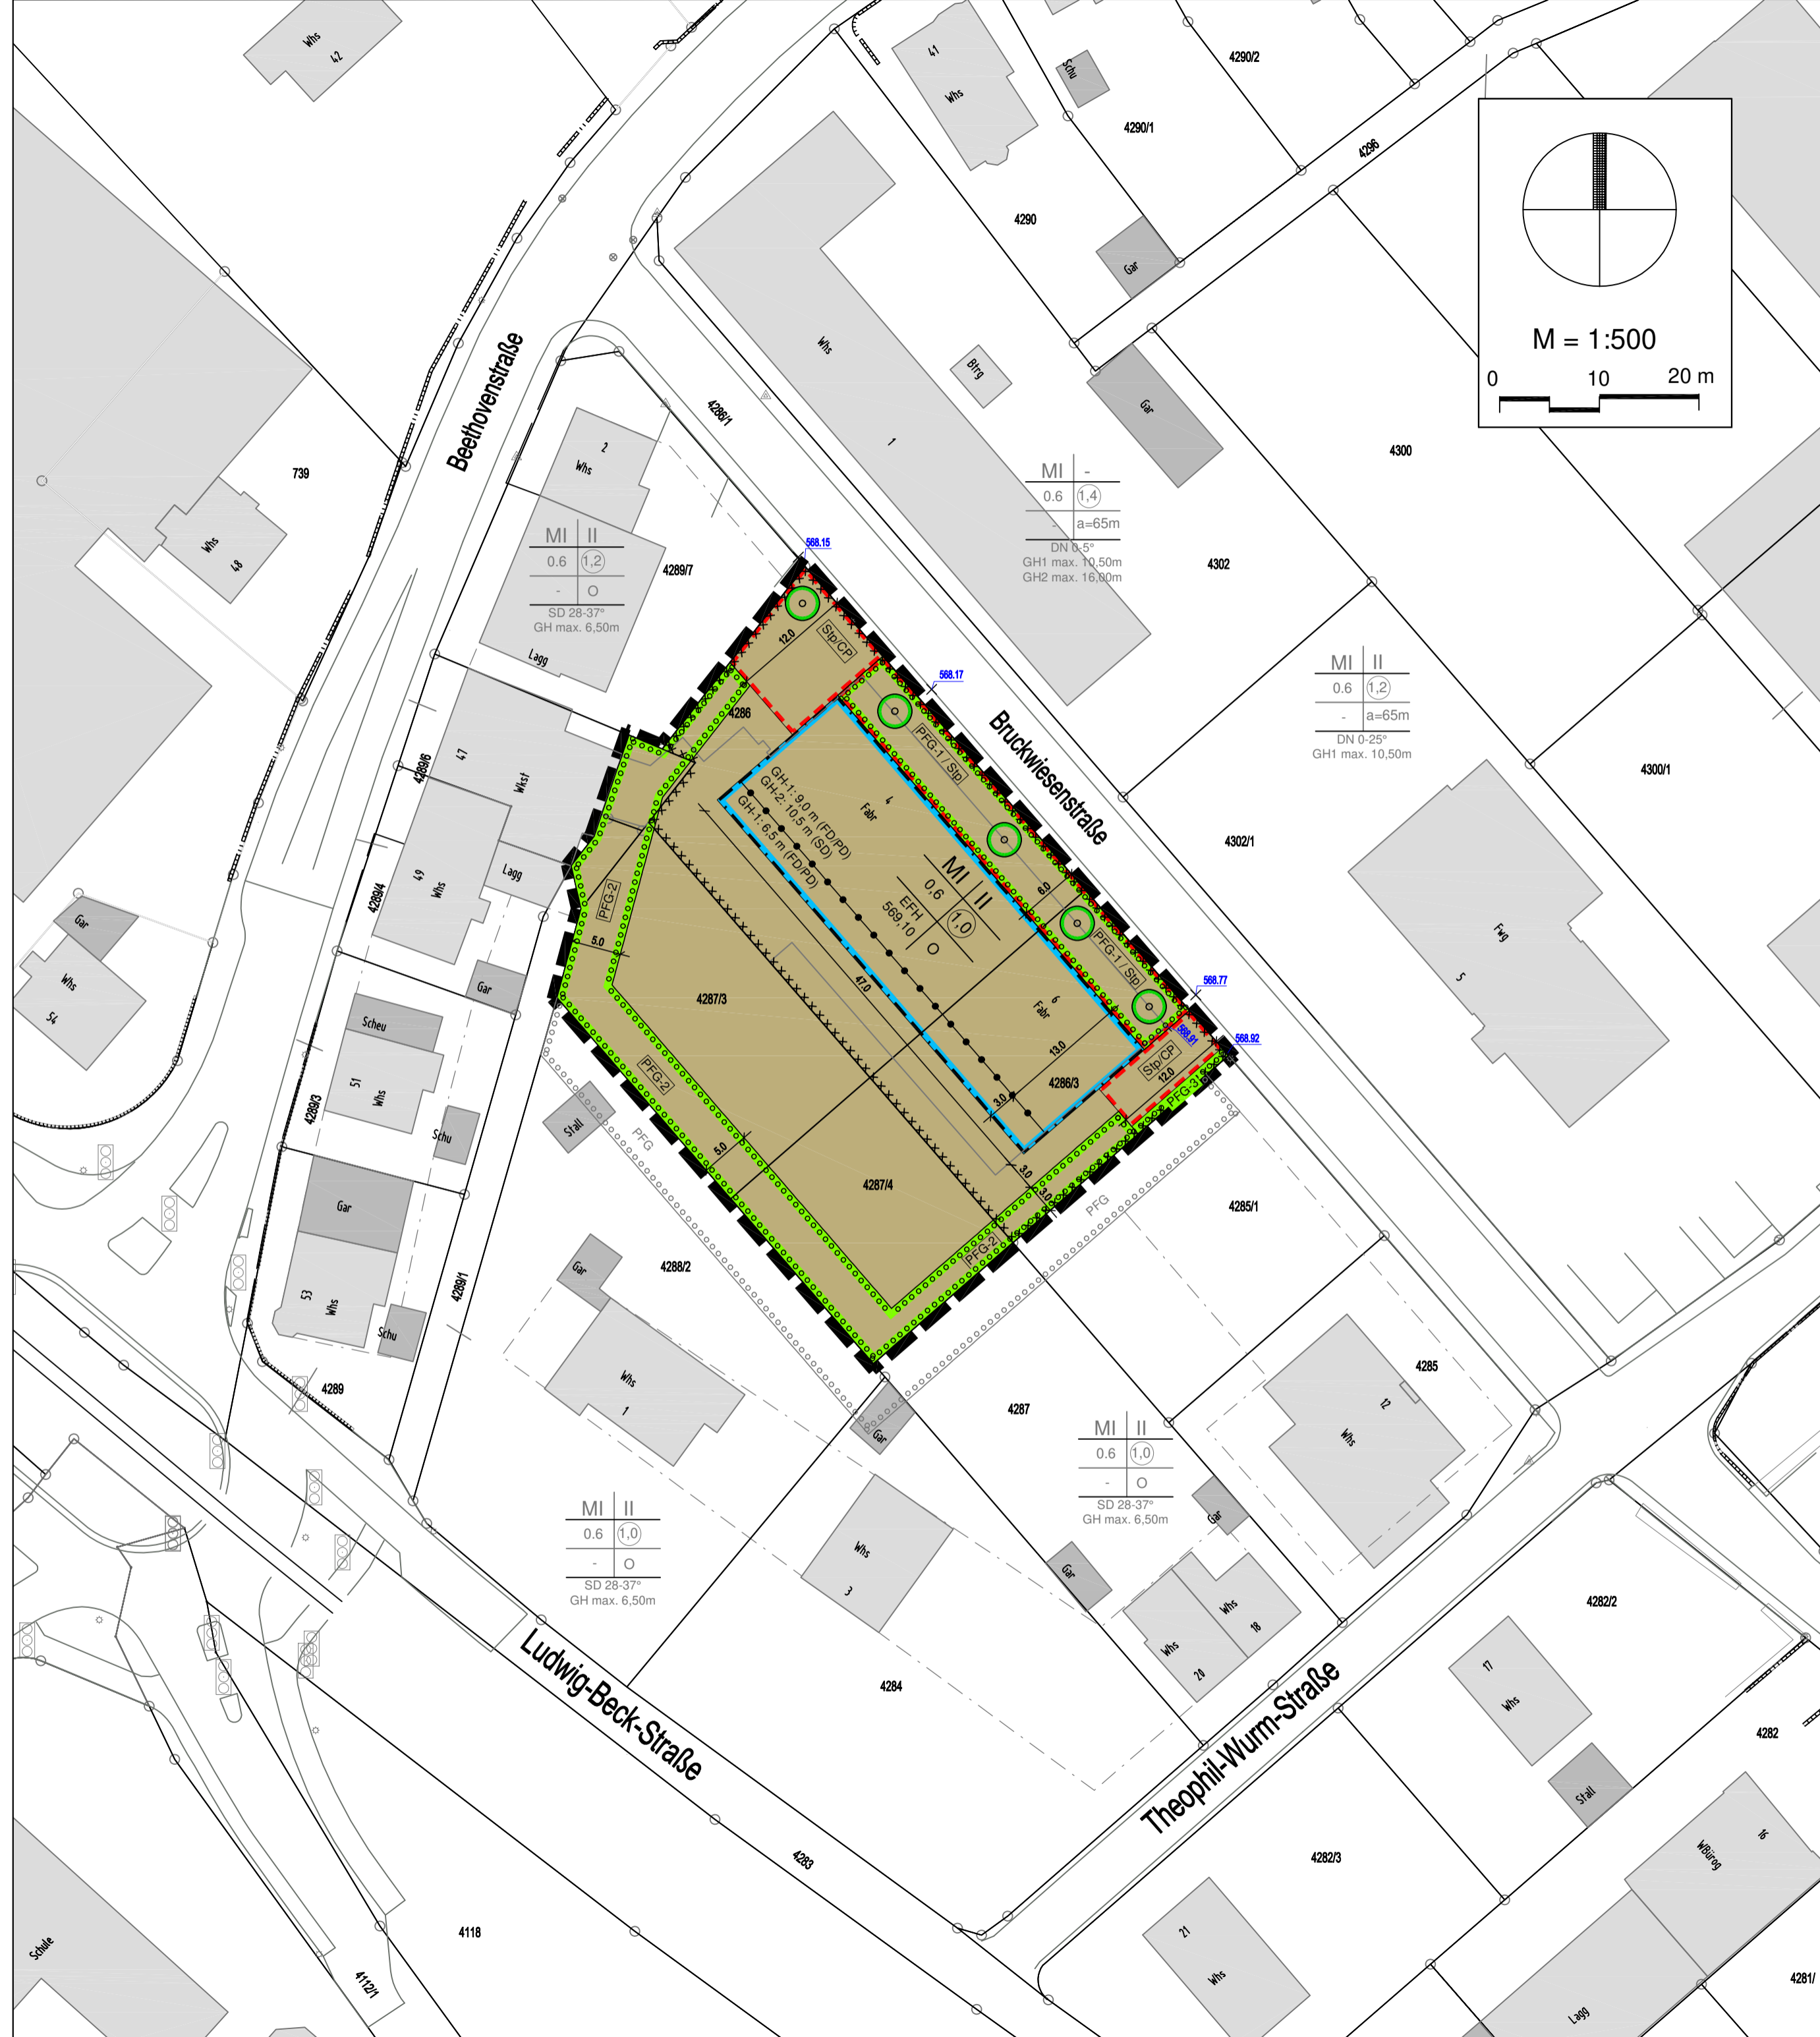 Whs
42
41
Whs
Schu
4290/2
4290/1
4296
4290
Gar
M = 1:500
0 10 20 m
Beethovenstraße
Whs
Btrg
1
Gar
4286/1
4300
2
Whs
739
Whs
48
MI II
0.6 1,2
- O
SD 28-37°
GH max. 6,50m
4289/7
Lagg
MI -
0.6 1,4
- a=65m
DN 0-5°
GH1 max. 10,50m
GH2 max. 16,00m
4302
568.15
12.0
Stp/CP
568.17
4286
MI II
0.6 1,2
- a=65m
DN 0-25°
GH1 max. 10,50m
4300/1
Bruckwiesenstraße
PFG-1 / Stp
47
Wkst
4289/6
GH-1: 9,0 m (FD/PD)
GH-2: 10,5 m (SD)
GH-1: 6,5 m (FD/PD)
4
Fabr
MI II
0,6 1,0
EFH
569,10
O
6.0
4302/1
49
Whs
Lagg
4289/4
PFG-2
5.0
PFG-1 / Stp
Fwg
5
Gar
Whs
54
Gar
Scheu
51
Whs
4289/3
Schu
4287/3
47.0
6
Fabr
13.0
568.77
568.91
568.92
Stp/CP
12.0
PFG-3
4286/3
3.0
PFG-2
5.0
Stall
PFG
4287/4
3.0
3.0
PFG-2
PFG
4285/1
Gar
53
Whs
Schu
4289/1
4289
Gar
4288/2
Whs
1
Gar
4287
4285
12
Whs
MI II
0.6 1,0
- O
SD 28-37°
GH max. 6,50m
MI II
0.6 1,0
- O
SD 28-37°
GH max. 6,50m
Whs
3
Gar
Gar
Whs
18
Whs
20
4282/2
17
Whs
Ludwig-Beck-Straße
4284
Theophil-Wurm-Straße
4282
Stall
16
WBürog
4283
4282/3
4118
21
Whs
Schule
4112/1
Lagg
4281/